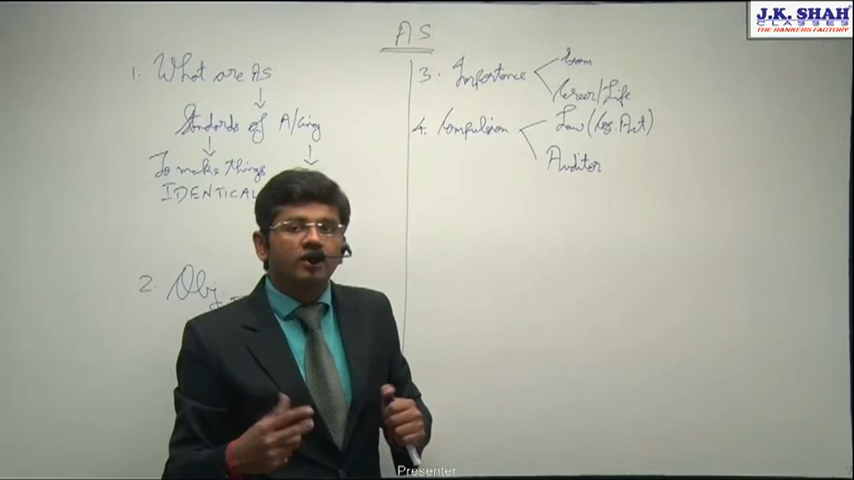 J.K. SHAH
CLASSES
THE RANKERS FACTORY
AS
1. What are AS
Standards of A/cing
To make things
IDENTICAL
2. Obj.
3. Importance
Exam
Career/Life
4. Compulsion
Law (Cos. Act)
Auditor
Presenter